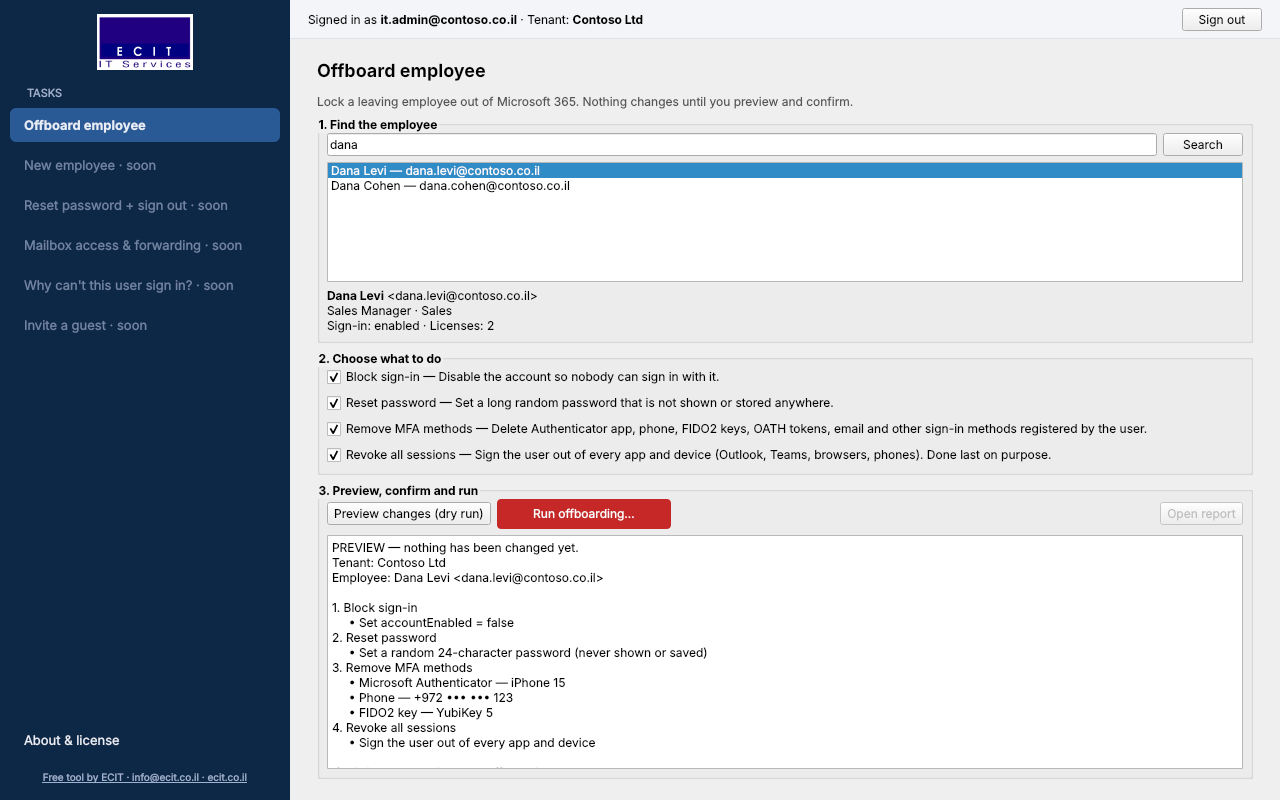 ECIT
IT Services
TASKS
Offboard employee
New employee · soon
Reset password + sign out · soon
Mailbox access & forwarding · soon
Why can't this user sign in? · soon
Invite a guest · soon
About & license
Free tool by ECIT · info@ecit.co.il · ecit.co.il
Signed in as it.admin@contoso.co.il · Tenant: Contoso Ltd
Sign out
Offboard employee
Lock a leaving employee out of Microsoft 365. Nothing changes until you preview and confirm.
1. Find the employee
dana
Search
Dana Levi — dana.levi@contoso.co.il
Dana Cohen — dana.cohen@contoso.co.il
Dana Levi <dana.levi@contoso.co.il>
Sales Manager · Sales
Sign-in: enabled · Licenses: 2
2. Choose what to do
Block sign-in — Disable the account so nobody can sign in with it.
Reset password — Set a long random password that is not shown or stored anywhere.
Remove MFA methods — Delete Authenticator app, phone, FIDO2 keys, OATH tokens, email and other sign-in methods registered by the user.
Revoke all sessions — Sign the user out of every app and device (Outlook, Teams, browsers, phones). Done last on purpose.
3. Preview, confirm and run
Preview changes (dry run)
Run offboarding...
Open report
PREVIEW — nothing has been changed yet.
Tenant: Contoso Ltd
Employee: Dana Levi <dana.levi@contoso.co.il>
1. Block sign-in
• Set accountEnabled = false
2. Reset password
• Set a random 24-character password (never shown or saved)
3. Remove MFA methods
• Microsoft Authenticator — iPhone 15
• Phone — +972 ••• ••• 123
• FIDO2 key — YubiKey 5
4. Revoke all sessions
• Sign the user out of every app and device